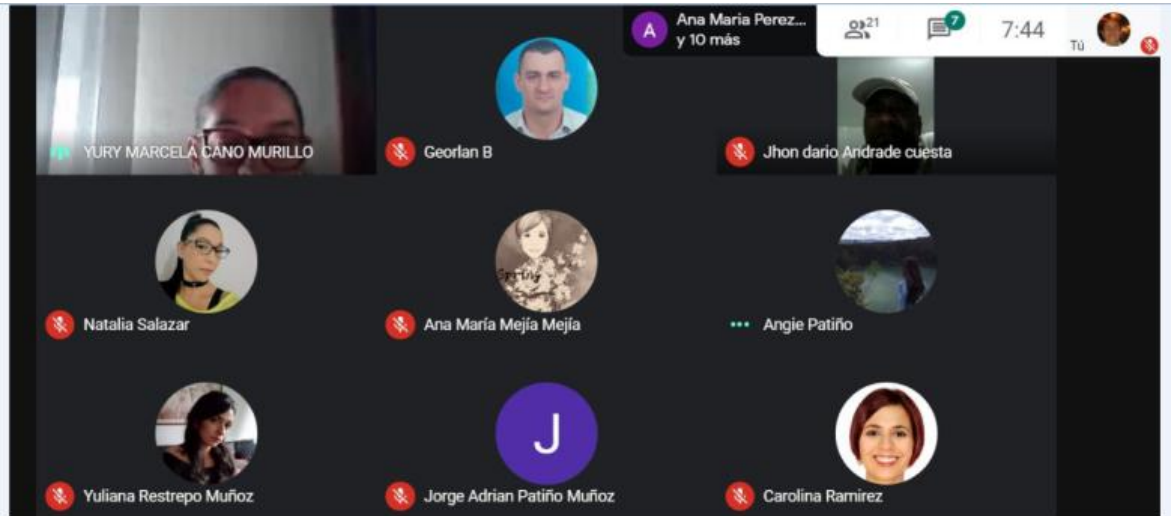 A
Ana Maria Perez...
y 10 más
21
7
7:44
Tú
YURY MARCELA CANO MURILLO
Georlan B
Jhon dario Andrade cuesta
Spring
Natalia Salazar
Ana María Mejía Mejía
Angie Patiño
J
Yuliana Restrepo Muñoz
Jorge Adrian Patiño Muñoz
Carolina Ramirez